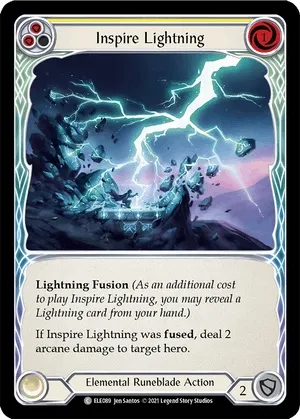 Inspire Lightning
1
Lightning Fusion (As an additional cost
to play Inspire Lightning, you may reveal a
Lightning card from your hand.)
If Inspire Lightning was fused, deal 2
arcane damage to target hero.
Elemental Runeblade Action
2
C ELE089 Jen Santos © 2021 Legend Story Studios